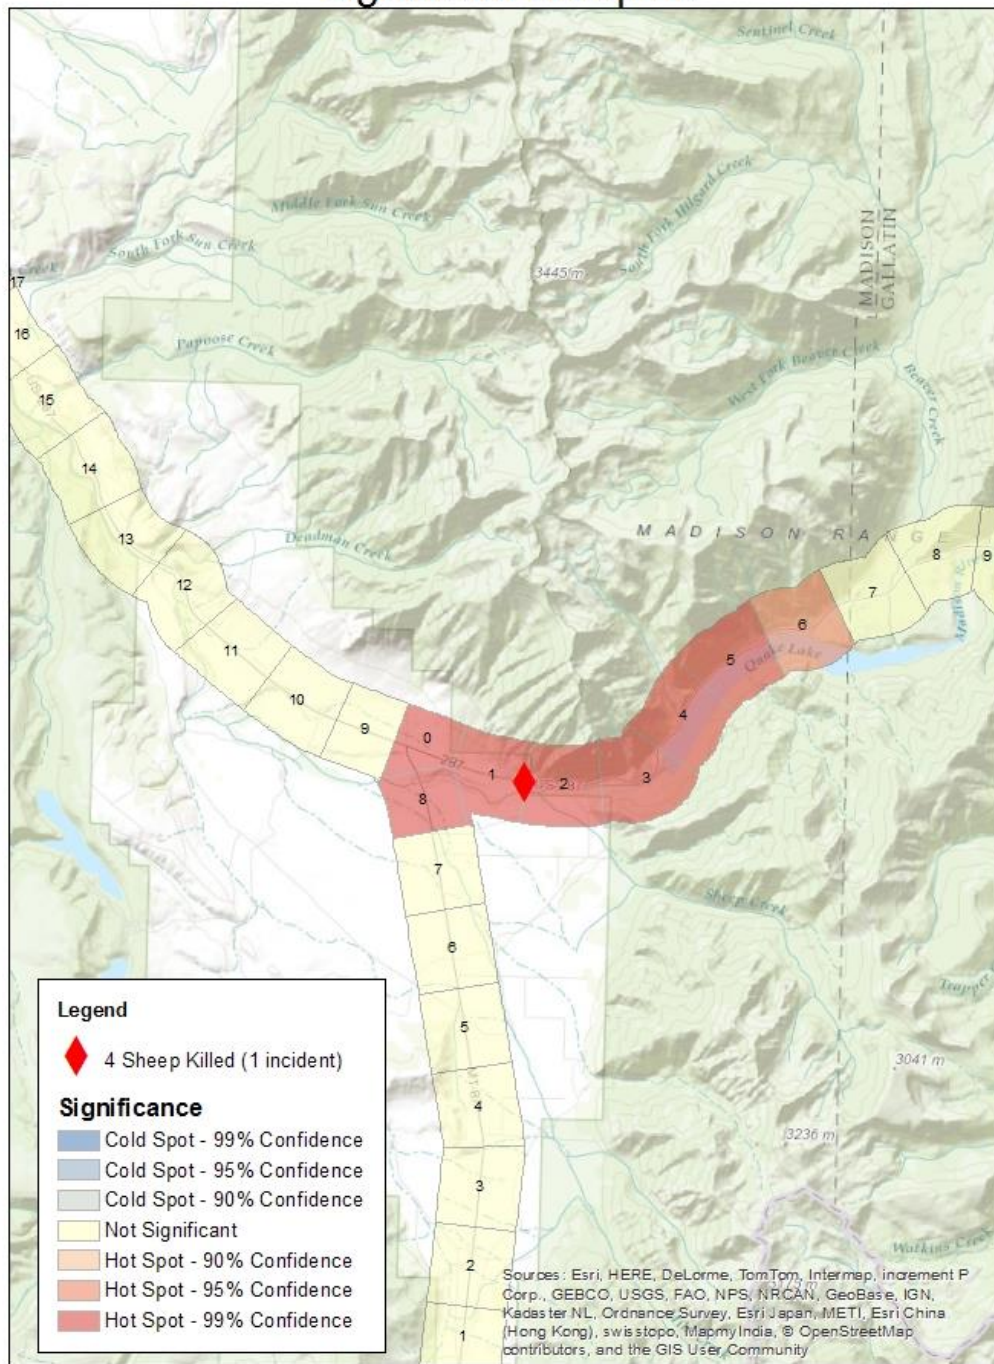 Sentinel Creek
Middle Fork Sun Creek
South Fork Sun Creek
Creek
South Fork Hilgard Creek
MADISON
GALLATIN
3445 m
17
16
Papoose Creek
West Fork Beaver Creek
Beaver Creek
15
14
13
Deadman Creek
MADISON RANGE
12
8
9
7
6
11
5
Quake Lake
10
4
9
0
287
1
2
3
8
7
Sheep Creek
6
5
4
3041 m
3236 m
3
2
Watkins Creek
1
Legend
4 Sheep Killed (1 incident)
Significance
Cold Spot - 99% Confidence
Cold Spot - 95% Confidence
Cold Spot - 90% Confidence
Not Significant
Hot Spot - 90% Confidence
Hot Spot - 95% Confidence
Hot Spot - 99% Confidence
Sources: Esri, HERE, DeLorme, TomTom, Intermap, increment P
Corp., GEBCO, USGS, FAO, NPS, NRCAN, GeoBase, IGN,
Kadaster NL, Ordnance Survey, Esri Japan, METI, Esri China
(Hong Kong), swisstopo, MapmyIndia, © OpenStreetMap
contributors, and the GIS User Community